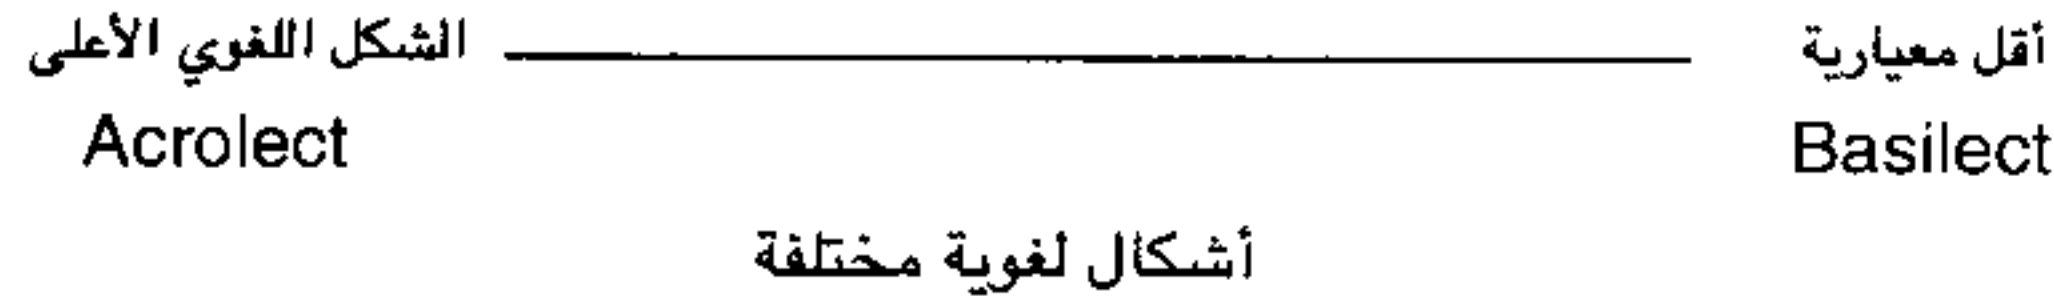 أقل معيارية الشكل اللغوي الأعلى
Acrolect Basilect
أشكال لغوية مختلفة